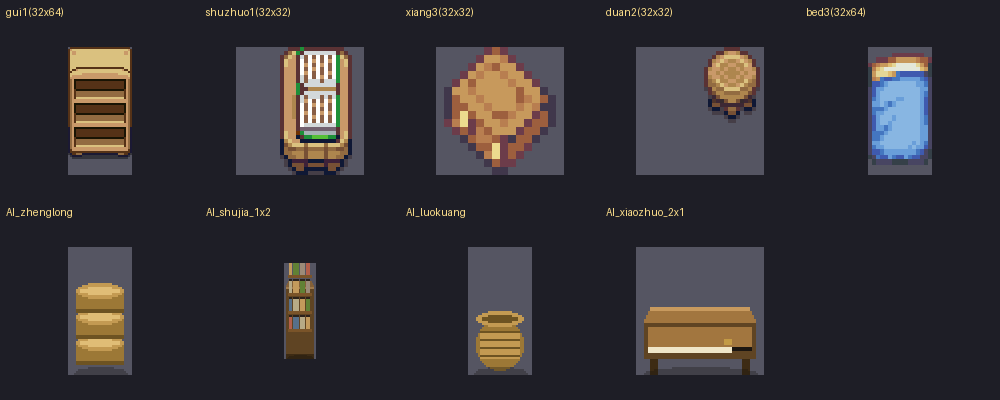 gui1(32x64)
shuzhuo1(32x32)
xiang3(32x32)
duan2(32x32)
bed3(32x64)
AI_zhenglong
AI_shujia_1x2
AI_luokuang
AI_xiaozhuo_2x1